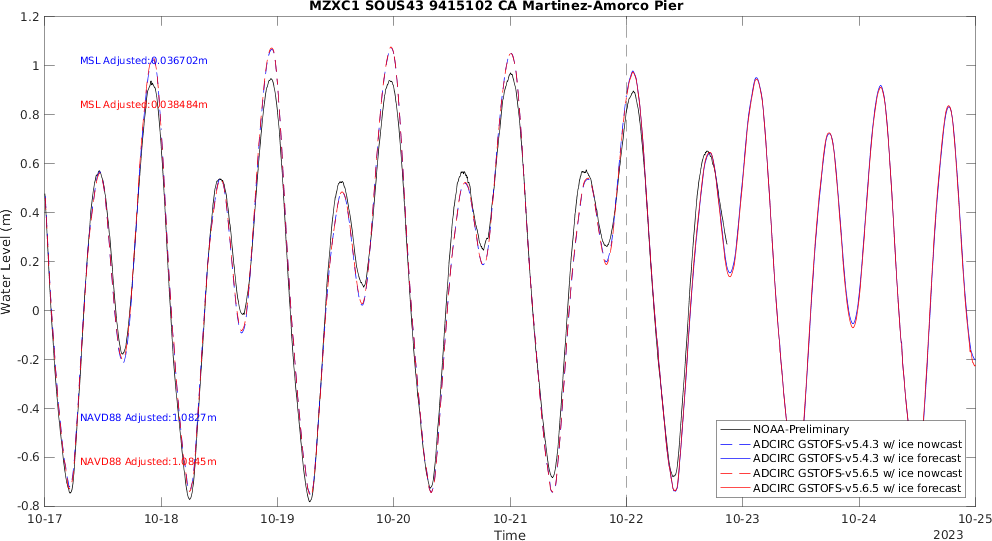 MZXC1 SOUS43 9415102 CA Martinez-Amorco Pier
1.2
1
0.8
0.6
0.4
0.2
0
-0.2
-0.4
-0.6
-0.8
Water Level (m)
MSL Adjusted:0.036702m
MSL Adjusted:0.038484m
NAVD88 Adjusted:1.0827m
NAVD88 Adjusted:1.0845m
NOAA-Preliminary
ADCIRC GSTOFS-v5.4.3 w/ ice nowcast
ADCIRC GSTOFS-v5.4.3 w/ ice forecast
ADCIRC GSTOFS-v5.6.5 w/ ice nowcast
ADCIRC GSTOFS-v5.6.5 w/ ice forecast
10-17 10-18 10-19 10-20 10-21 10-22 10-23 10-24 10-25
Time
2023